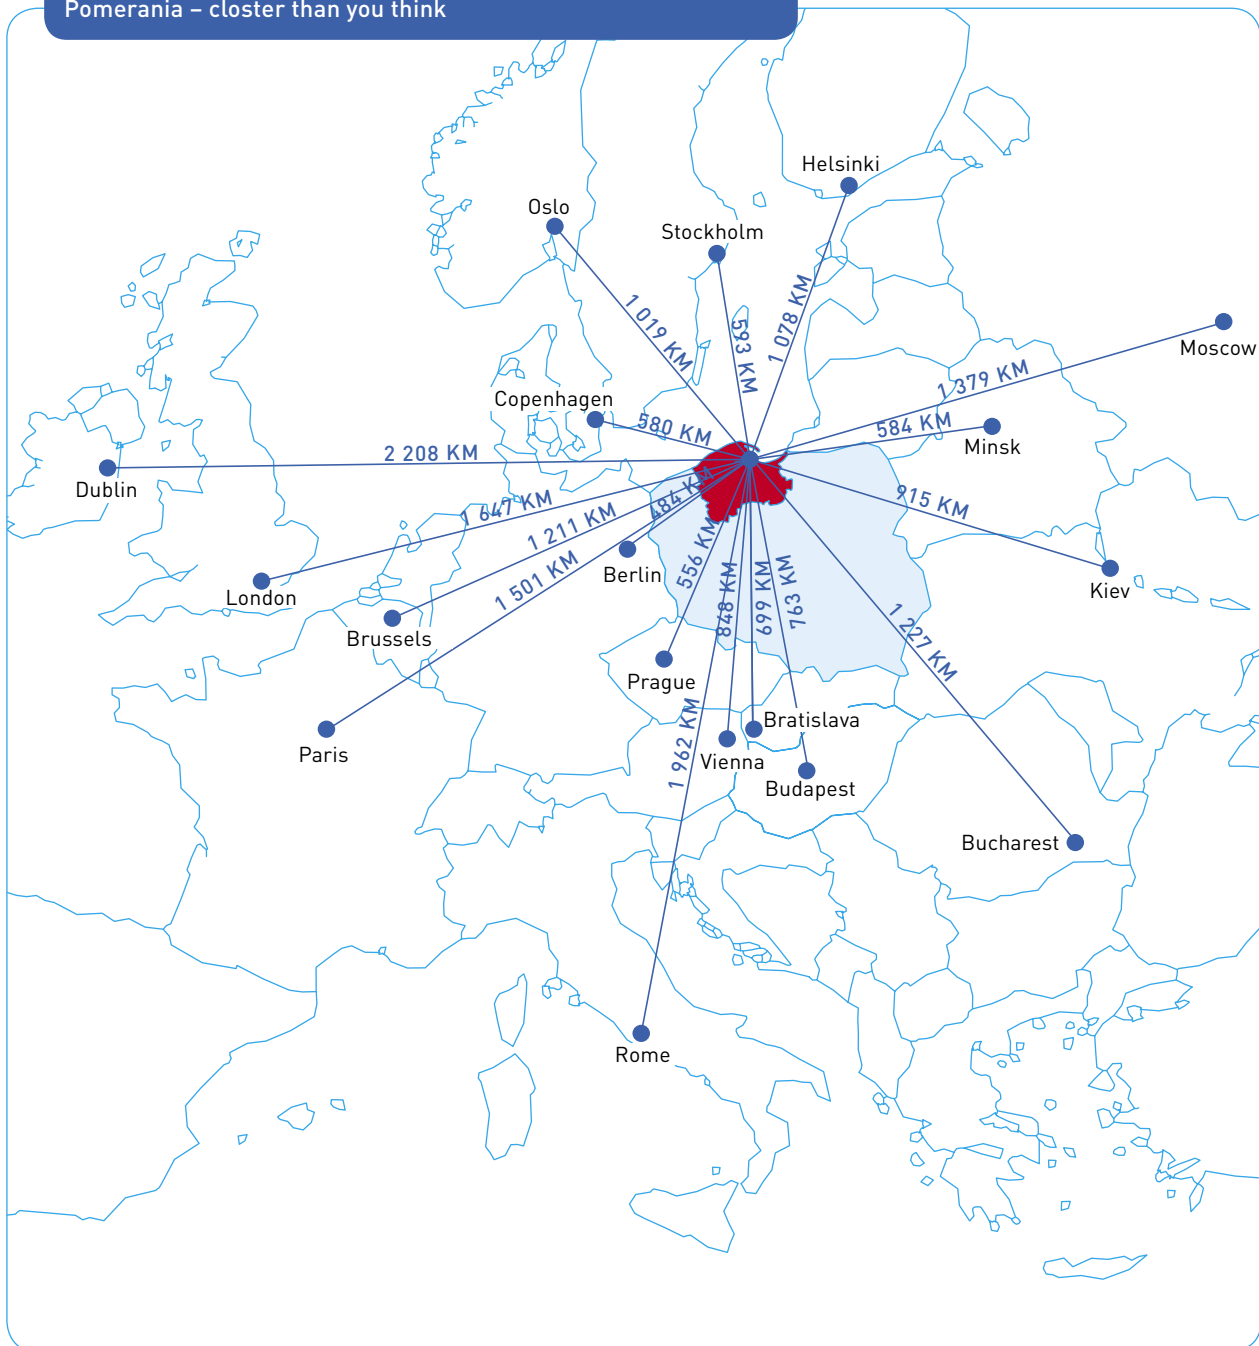 Pomerania – closter than you think
Helsinki
Oslo
Stockholm
1 019 KM
593 KM
1 078 KM
Moscow
1 379 KM
Copenhagen
580 KM
584 KM
Minsk
2 208 KM
Dublin
484 KM
915 KM
1 647 KM
1 211 KM
1 501 KM
Berlin
556 KM
848 KM
699 KM
763 KM
Kiev
London
1 227 KM
Brussels
Prague
1 962 KM
Bratislava
Paris
Vienna
Budapest
Bucharest
Rome